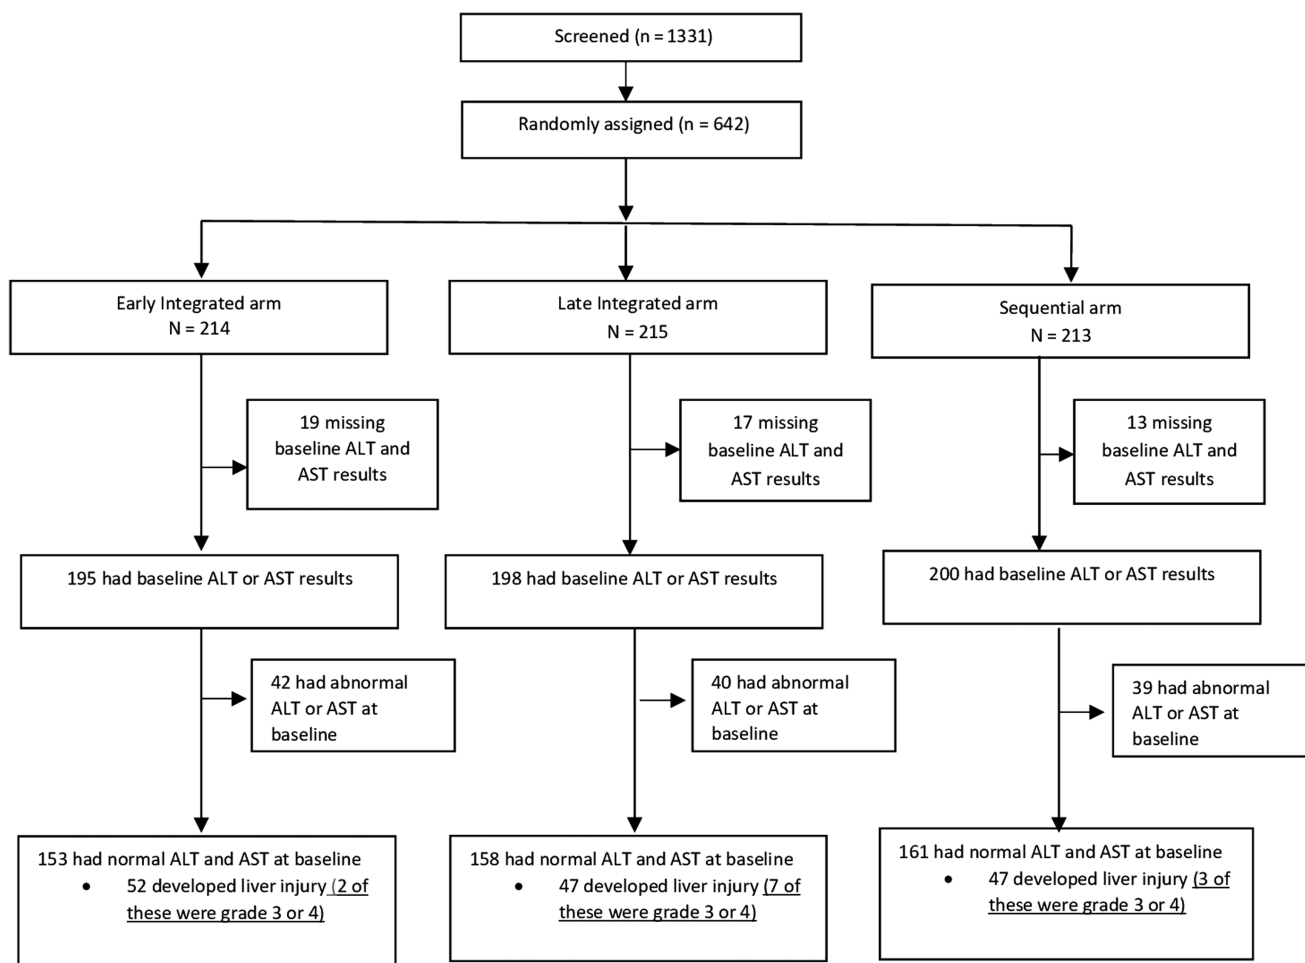 Screened (n = 1331)
Randomly assigned (n = 642)
Early Integrated arm
N = 214
Late Integrated arm
N = 215
Sequential arm
N = 213
19 missing
baseline ALT and
AST results
17 missing
baseline ALT and
AST results
13 missing
baseline ALT and
AST results
195 had baseline ALT or AST results
198 had baseline ALT or AST results
200 had baseline ALT or AST results
42 had abnormal
ALT or AST at
baseline
40 had abnormal
ALT or AST at
baseline
39 had abnormal
ALT or AST at
baseline
153 had normal ALT and AST at baseline
• 52 developed liver injury (2 of
these were grade 3 or 4)
158 had normal ALT and AST at baseline
• 47 developed liver injury (7 of
these were grade 3 or 4)
161 had normal ALT and AST at baseline
• 47 developed liver injury (3 of
these were grade 3 or 4)